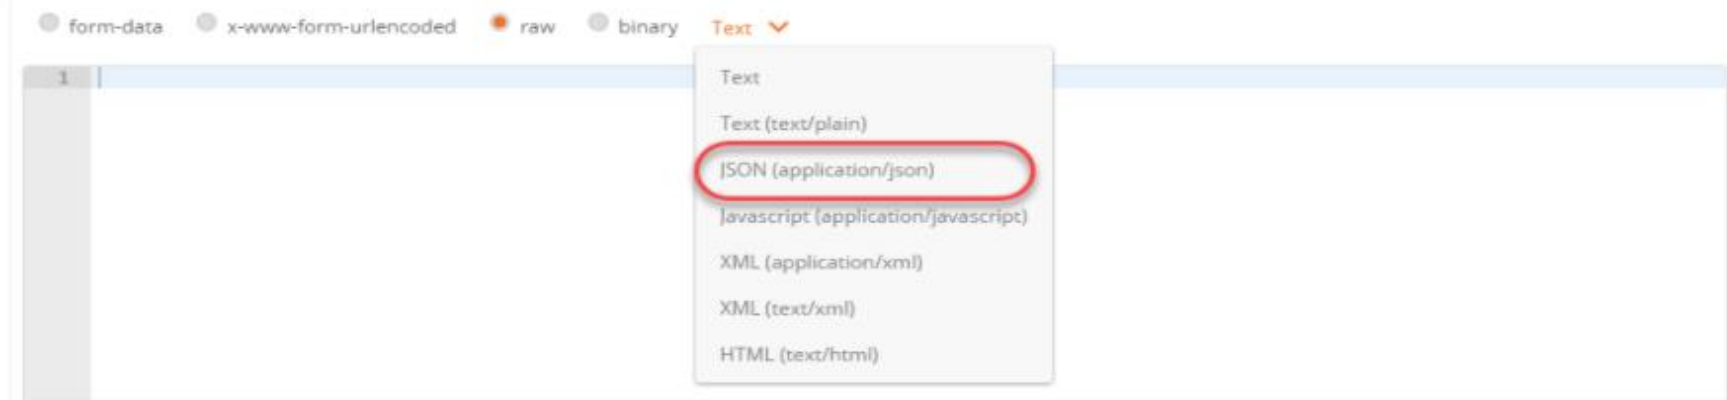 form-data x-www-form-urlencoded raw binary Text
1
Text
Text (text/plain)
JSON (application/json)
Javascript (application/javascript)
XML (application/xml)
XML (text/xml)
HTML (text/html)